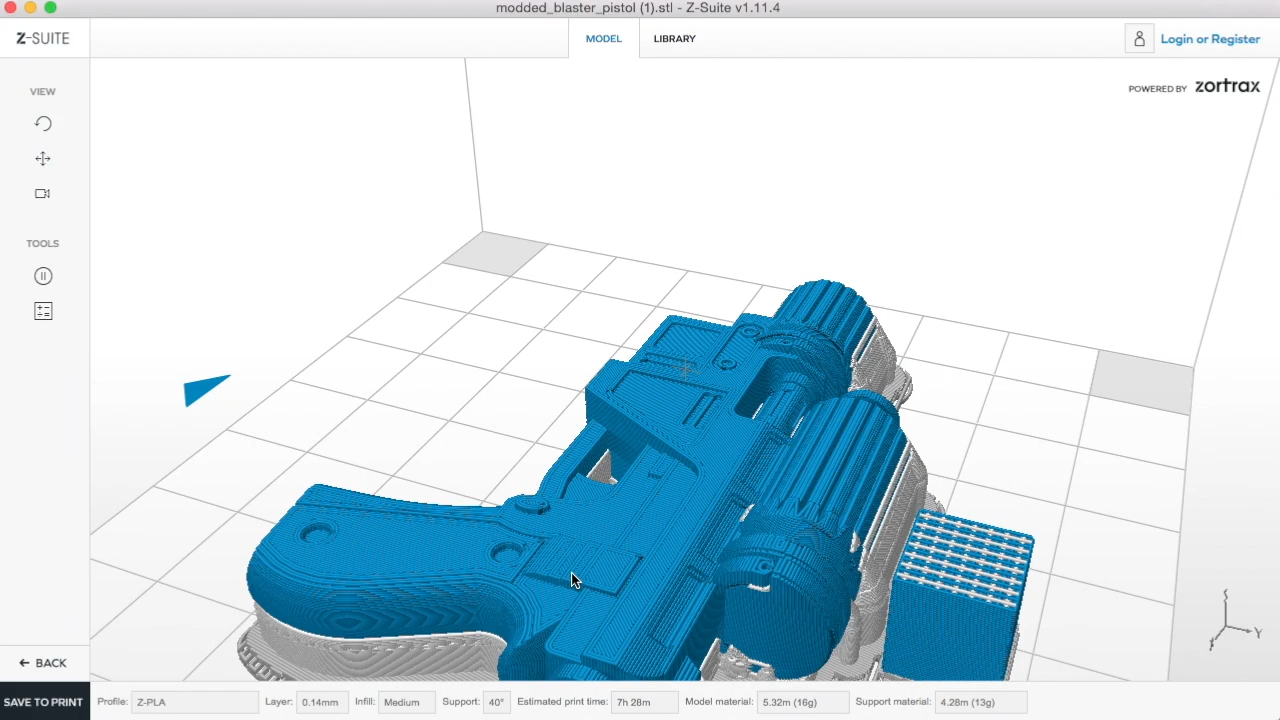 modded_blaster_pistol (1).stl - Z-Suite v1.11.4
Z-SUITE
MODEL
LIBRARY
Login or Register
VIEW
POWERED BY zortrax
TOOLS
BACK
SAVE TO PRINT
Profile: Z-PLA Layer: 0.14mm Infill: Medium Support: 40° Estimated print time: 7h 28m Model material: 5.32m (16g) Support material: 4.28m (13g)
Y